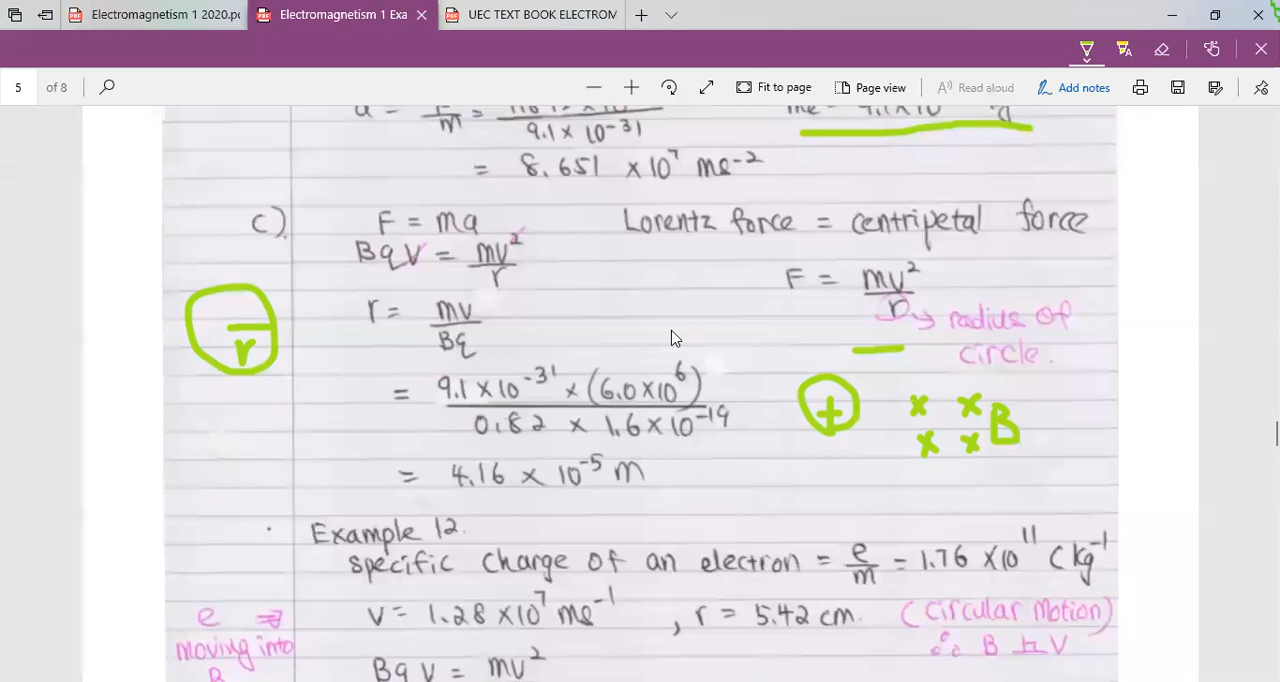 Electromagnetism 1 2020.p
Electromagnetism 1 Exa
UEC TEXT BOOK ELECTROM
5 of 8
Fit to page
Page view
Read aloud
Add notes
m
9.1 x 10⁻³¹
= 8.651 x 10⁷ ms⁻²
c). F = ma Lorentz force = centripetal force
BqV = mv²/r
F = mv²/r
r = mv/Bq
→ radius of
circle.
r
= 9.1 x 10⁻³¹ x (6.0x10⁶) / 0.82 x 1.6 x 10⁻¹⁹
+ x x x x B
= 4.16 x 10⁻⁵ m
Example 12.
specific charge of an electron = e/m = 1.76 x 10¹¹ C kg⁻¹
V = 1.28 x 10⁷ ms⁻¹, r = 5.42 cm. (Circular Motion)
e ⇒
moving into
B
∴ B ⊥ V
BqV = mv²